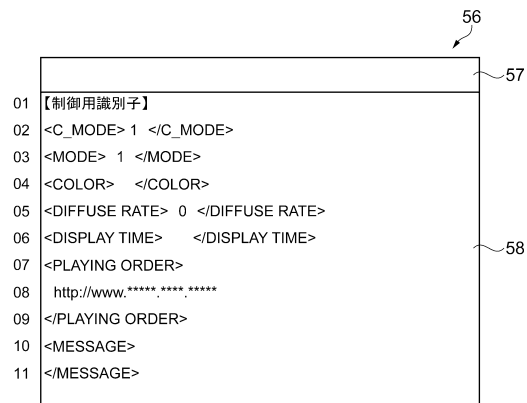 56
57
01 【制御用識別子】
02 <C_MODE> 1 </C_MODE>
03 <MODE> 1 </MODE>
04 <COLOR> </COLOR>
05 <DIFFUSE RATE> 0 </DIFFUSE RATE>
06 <DISPLAY TIME> </DISPLAY TIME>
07 <PLAYING ORDER>
08 http://www.*****.****.*****
58
09 </PLAYING ORDER>
10 <MESSAGE>
11 </MESSAGE>